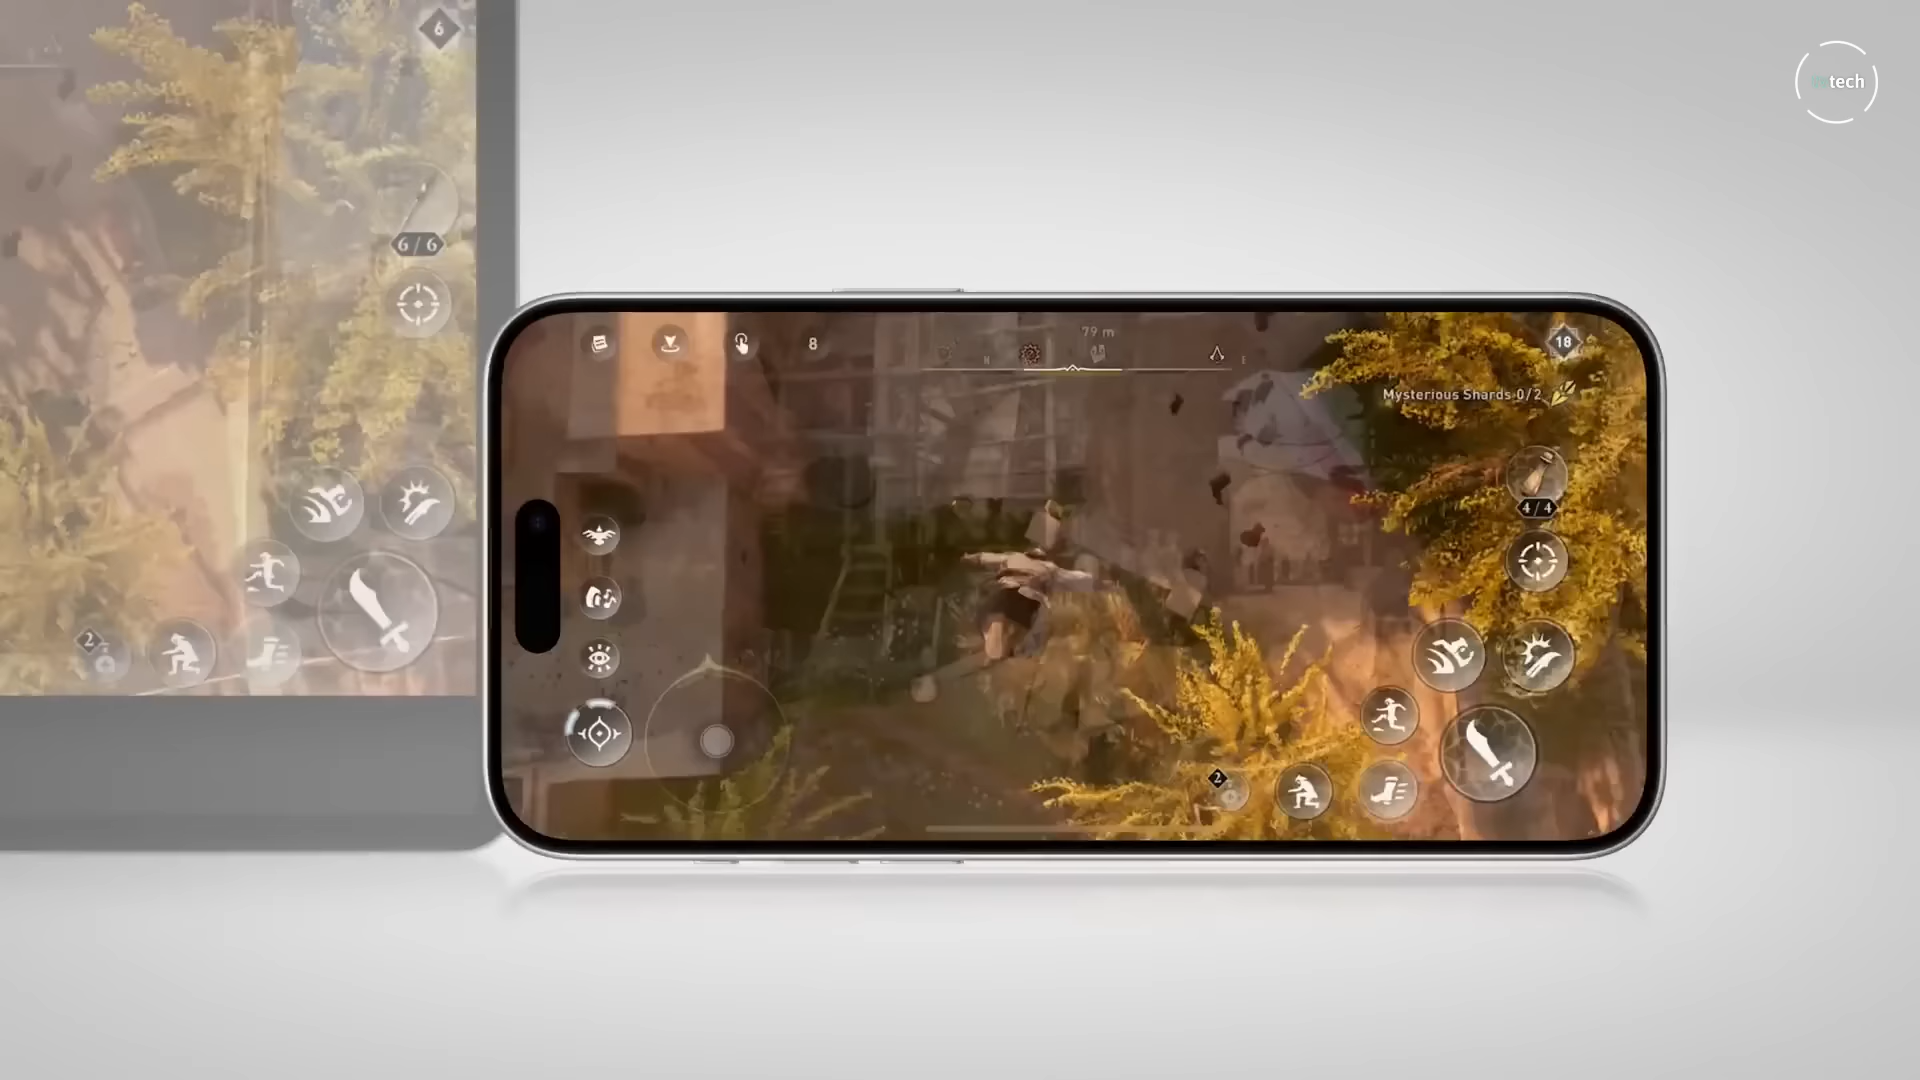 6
tech
6 / 6
2
8
N
79 m
E
18
Mysterious Shards 0/2
4 / 4
2